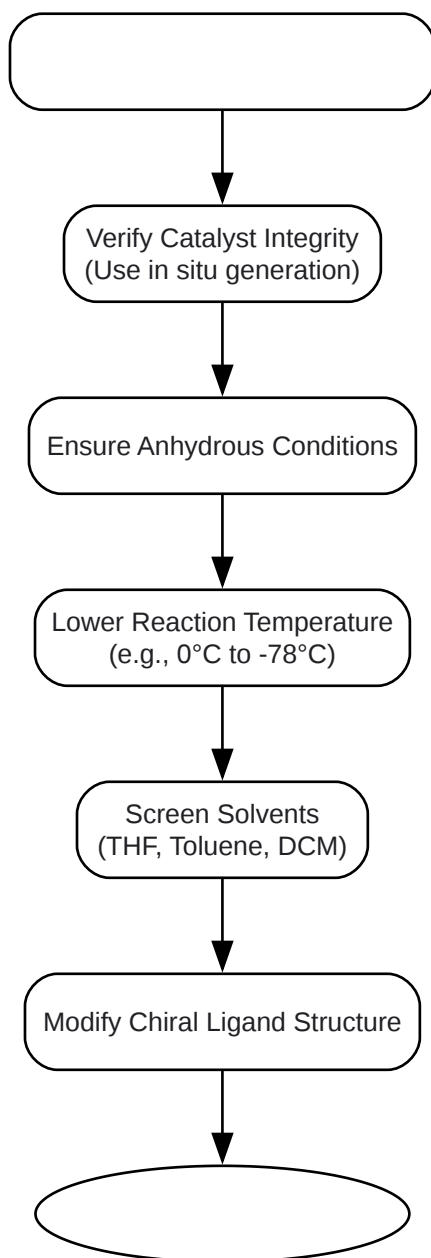 Verify Catalyst Integrity
(Use in situ generation)
Ensure Anhydrous Conditions
Lower Reaction Temperature
(e.g., 0°C to -78°C)
Screen Solvents
(THF, Toluene, DCM)
Modify Chiral Ligand Structure